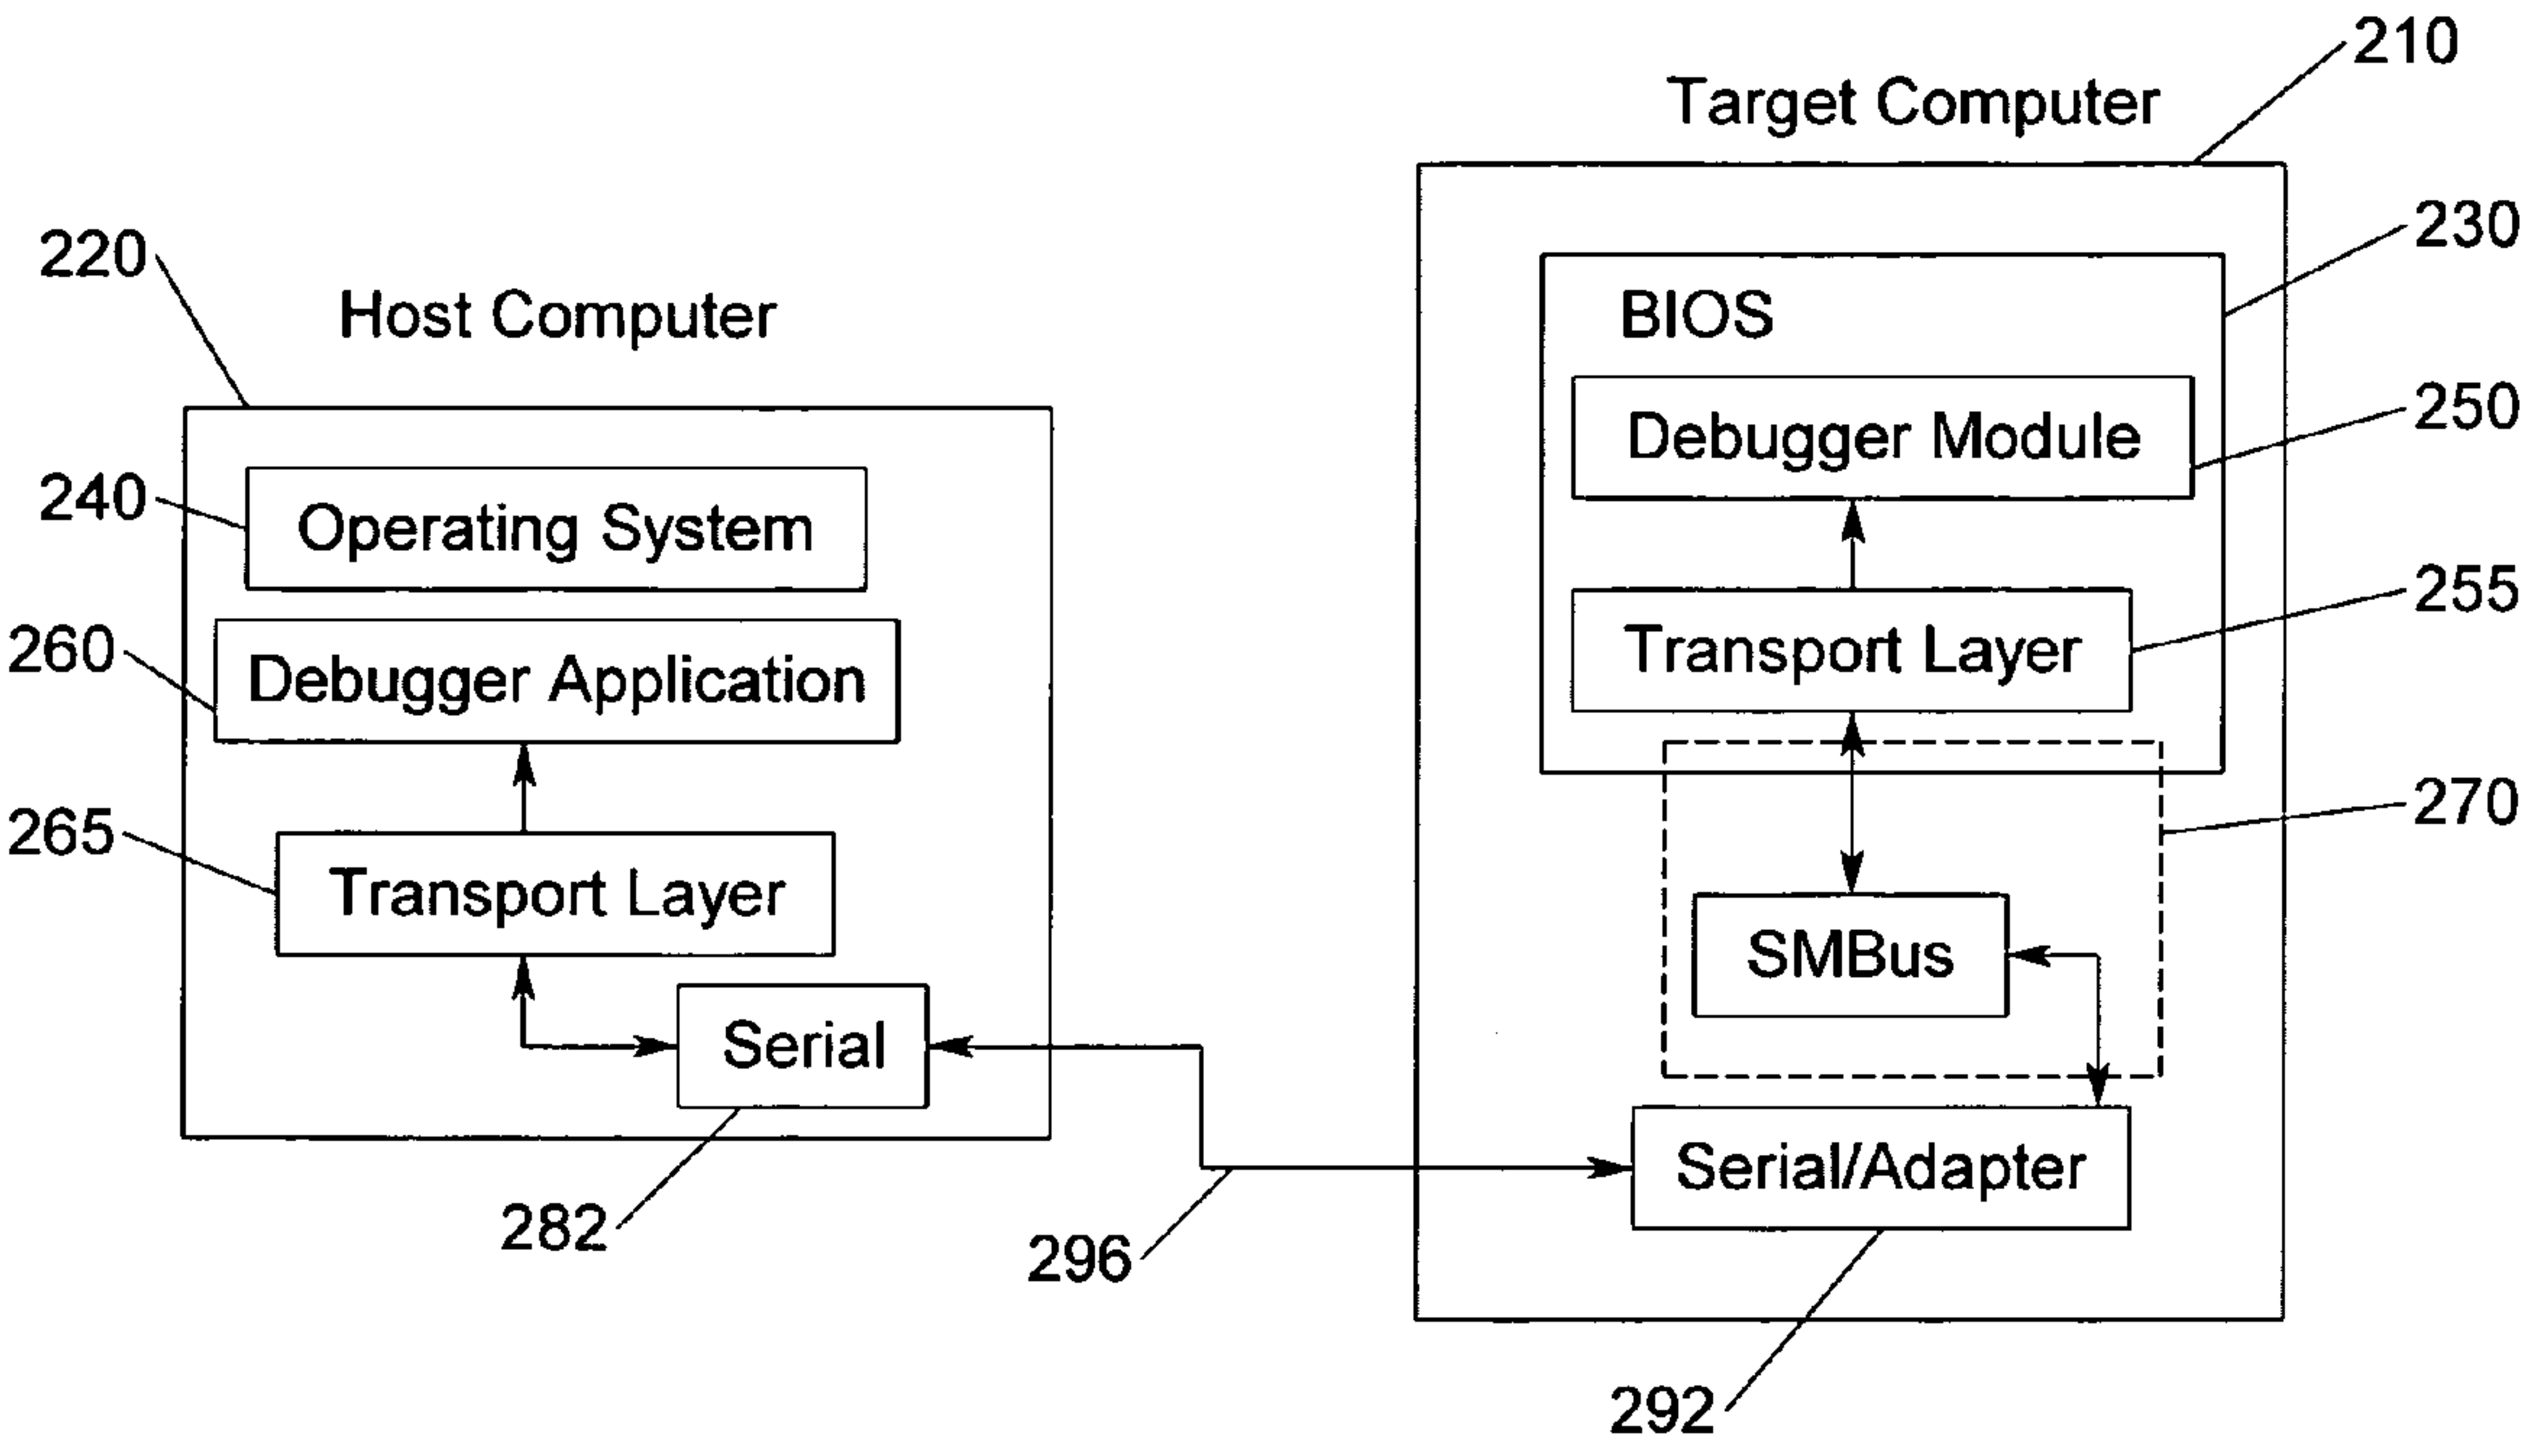 210
Target Computer
230
220
Host Computer
BIOS
250
Debugger Module
240
Operating System
255
Transport Layer
260
Debugger Application
270
265
Transport Layer
SMBus
Serial
Serial/Adapter
282
296
292